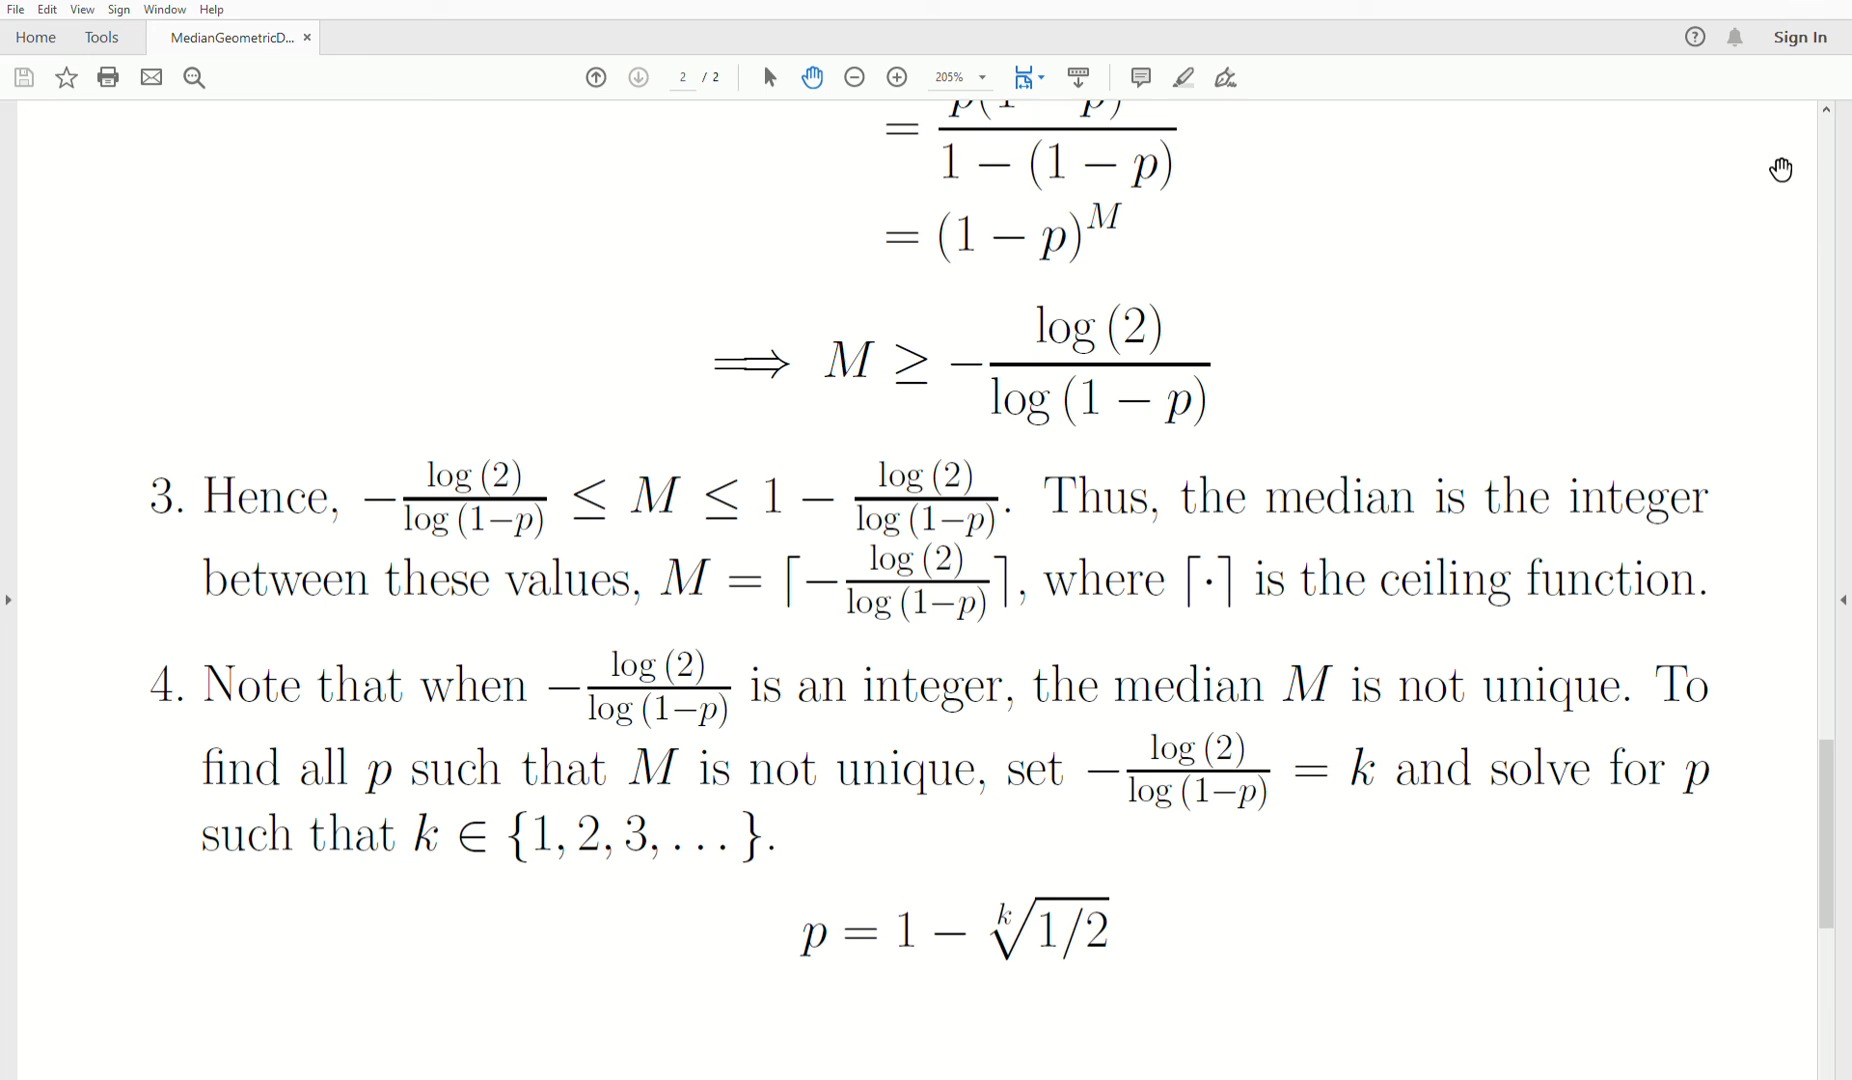 File Edit View Sign Window Help
Home Tools MedianGeometricD... × ? Sign In
2 / 2 205%
= p(1 − p) / 1 − (1 − p)
= (1 − p)^M
⟹ M ≥ − log (2) / log (1 − p)
3. Hence, − log (2) / log (1−p) ≤ M ≤ 1 − log (2) / log (1−p). Thus, the median is the integer
between these values, M = ⌈− log (2) / log (1−p)⌉, where ⌈·⌉ is the ceiling function.
4. Note that when − log (2) / log (1−p) is an integer, the median M is not unique. To
find all p such that M is not unique, set − log (2) / log (1−p) = k and solve for p
such that k ∈ {1, 2, 3, . . . }.
p = 1 − ᵏ√1/2